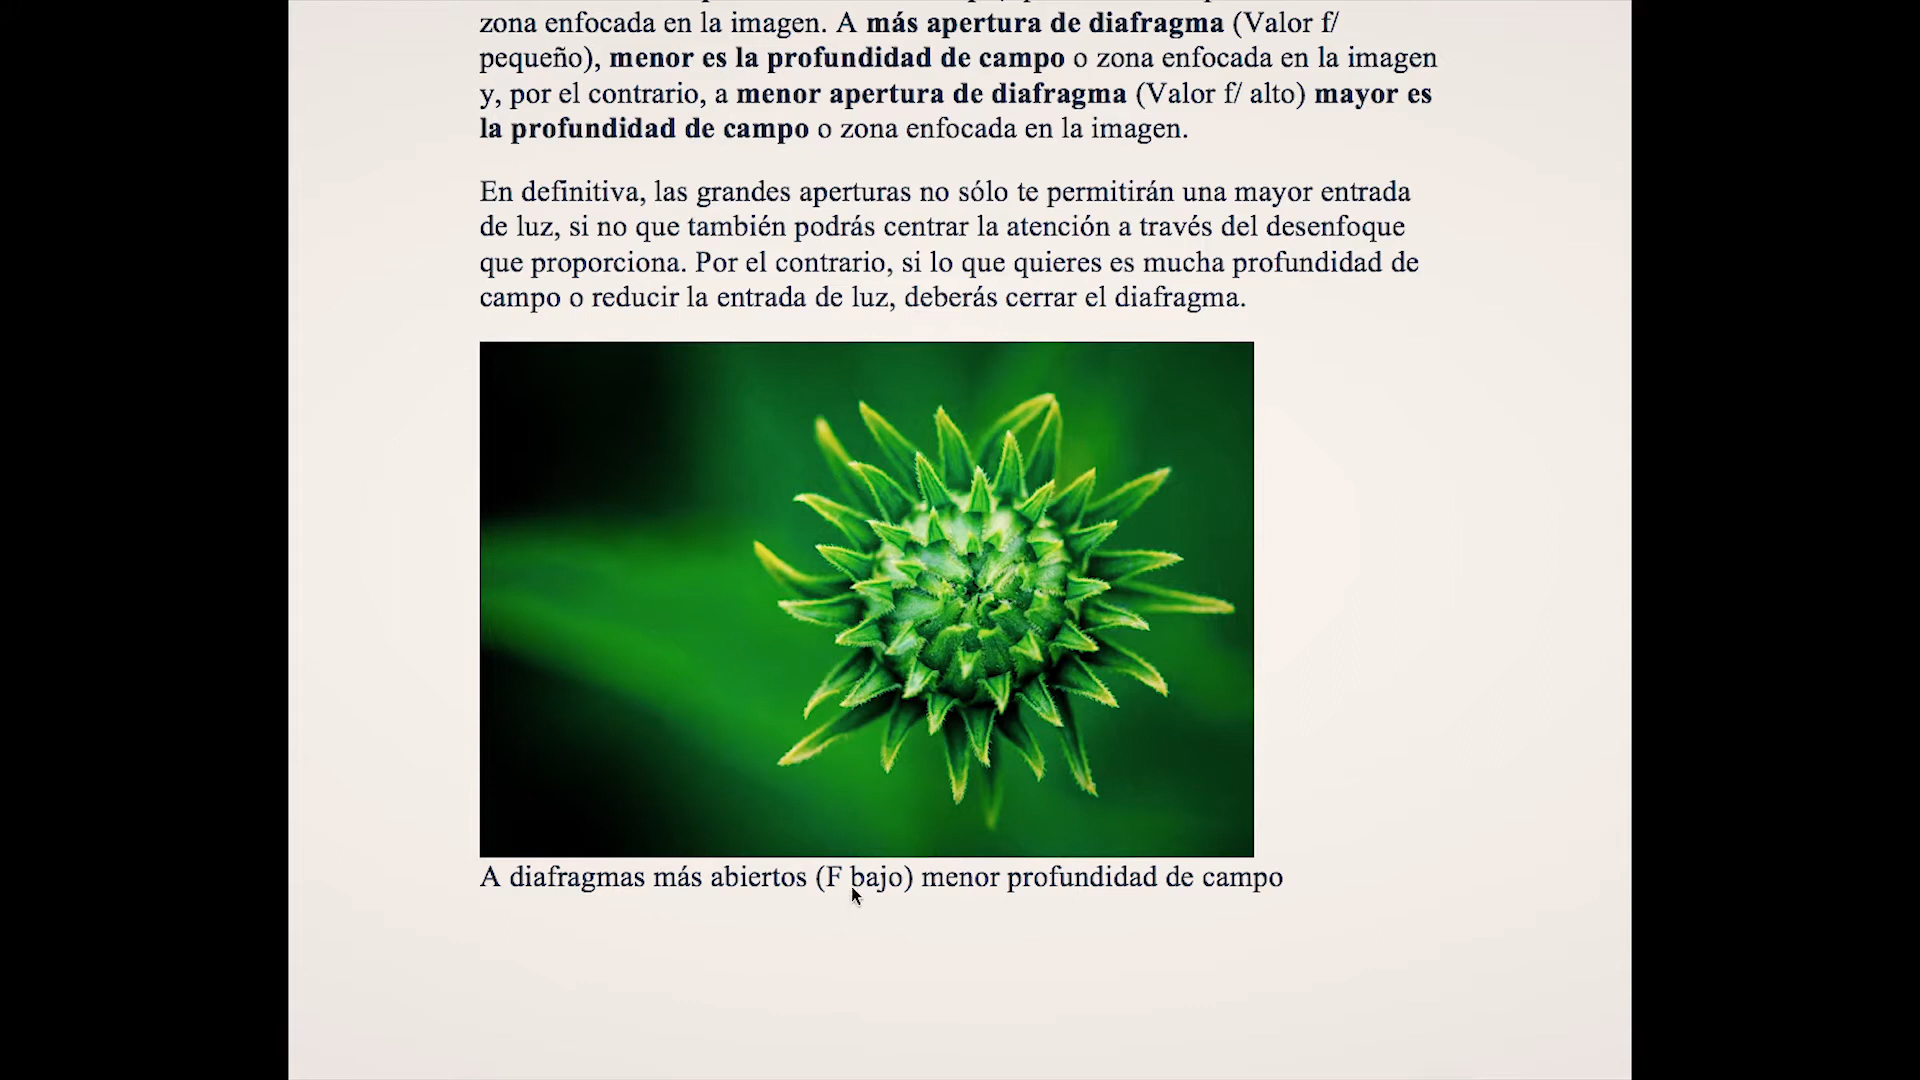 zona enfocada en la imagen. A más apertura de diafragma (Valor f/
pequeño), menor es la profundidad de campo o zona enfocada en la imagen
y, por el contrario, a menor apertura de diafragma (Valor f/ alto) mayor es
la profundidad de campo o zona enfocada en la imagen.
En definitiva, las grandes aperturas no sólo te permitirán una mayor entrada
de luz, si no que también podrás centrar la atención a través del desenfoque
que proporciona. Por el contrario, si lo que quieres es mucha profundidad de
campo o reducir la entrada de luz, deberás cerrar el diafragma.
A diafragmas más abiertos (F bajo) menor profundidad de campo